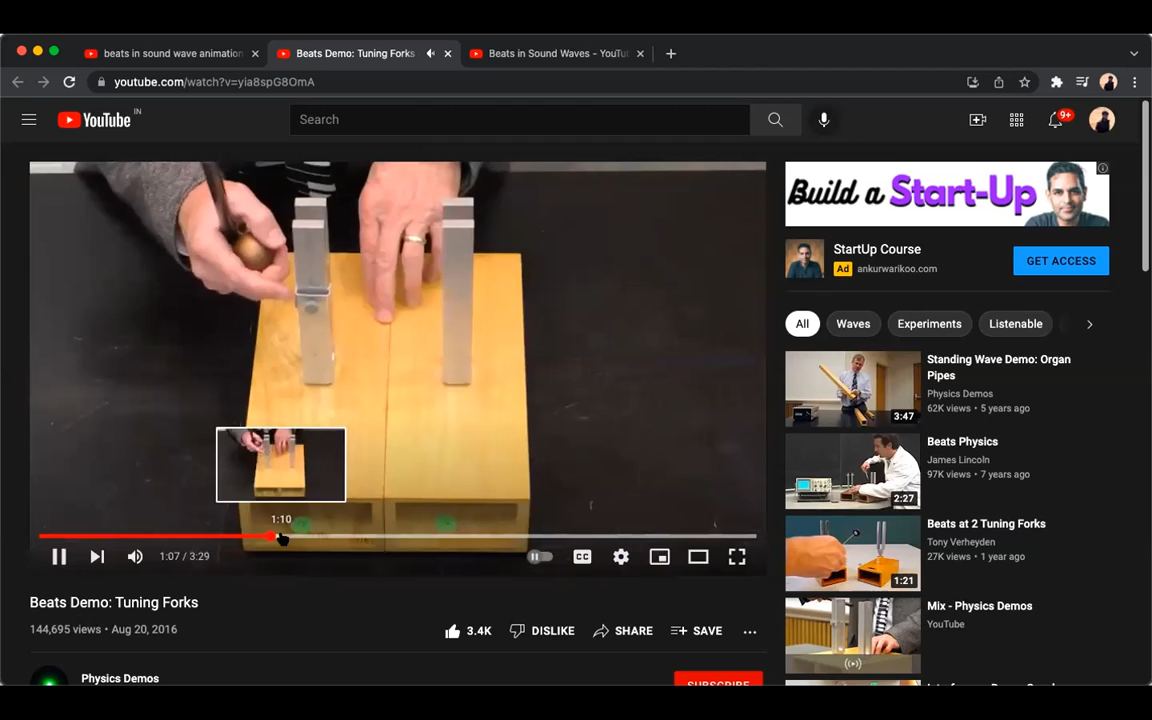 beats in sound wave animation
Beats Demo: Tuning Forks
Beats in Sound Waves - YouTu
youtube.com/watch?v=yia8spG8OmA
YouTube IN
Search
9+
Build a Start-Up
StartUp Course
Ad ankurwarikoo.com
GET ACCESS
All
Waves
Experiments
Listenable
Standing Wave Demo: Organ
Pipes
Physics Demos
62K views • 5 years ago
3:47
Beats Physics
James Lincoln
97K views • 7 years ago
2:27
Beats at 2 Tuning Forks
Tony Verheyden
27K views • 1 year ago
1:21
Mix - Physics Demos
YouTube
1:10
1:07 / 3:29
CC
Beats Demo: Tuning Forks
144,695 views • Aug 20, 2016
3.4K
DISLIKE
SHARE
SAVE
Physics Demos
SUBSCRIBE